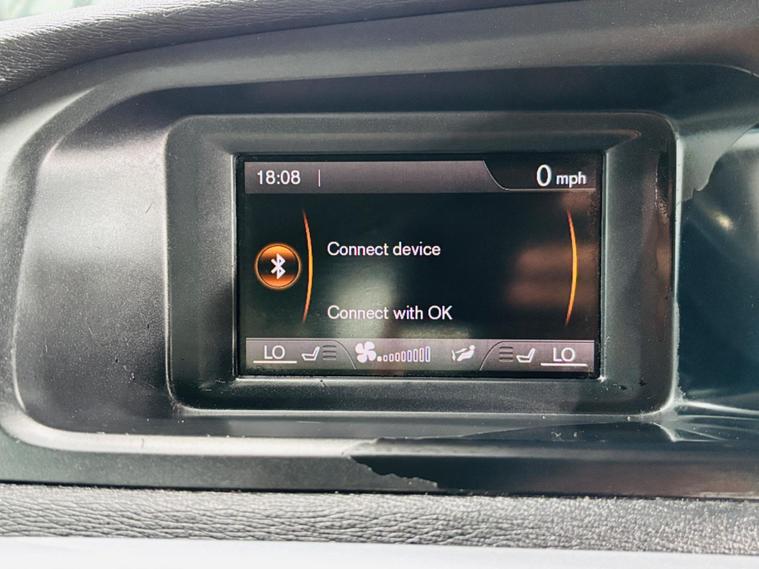 18:08
0 mph
Connect device
Connect with OK
LO LO